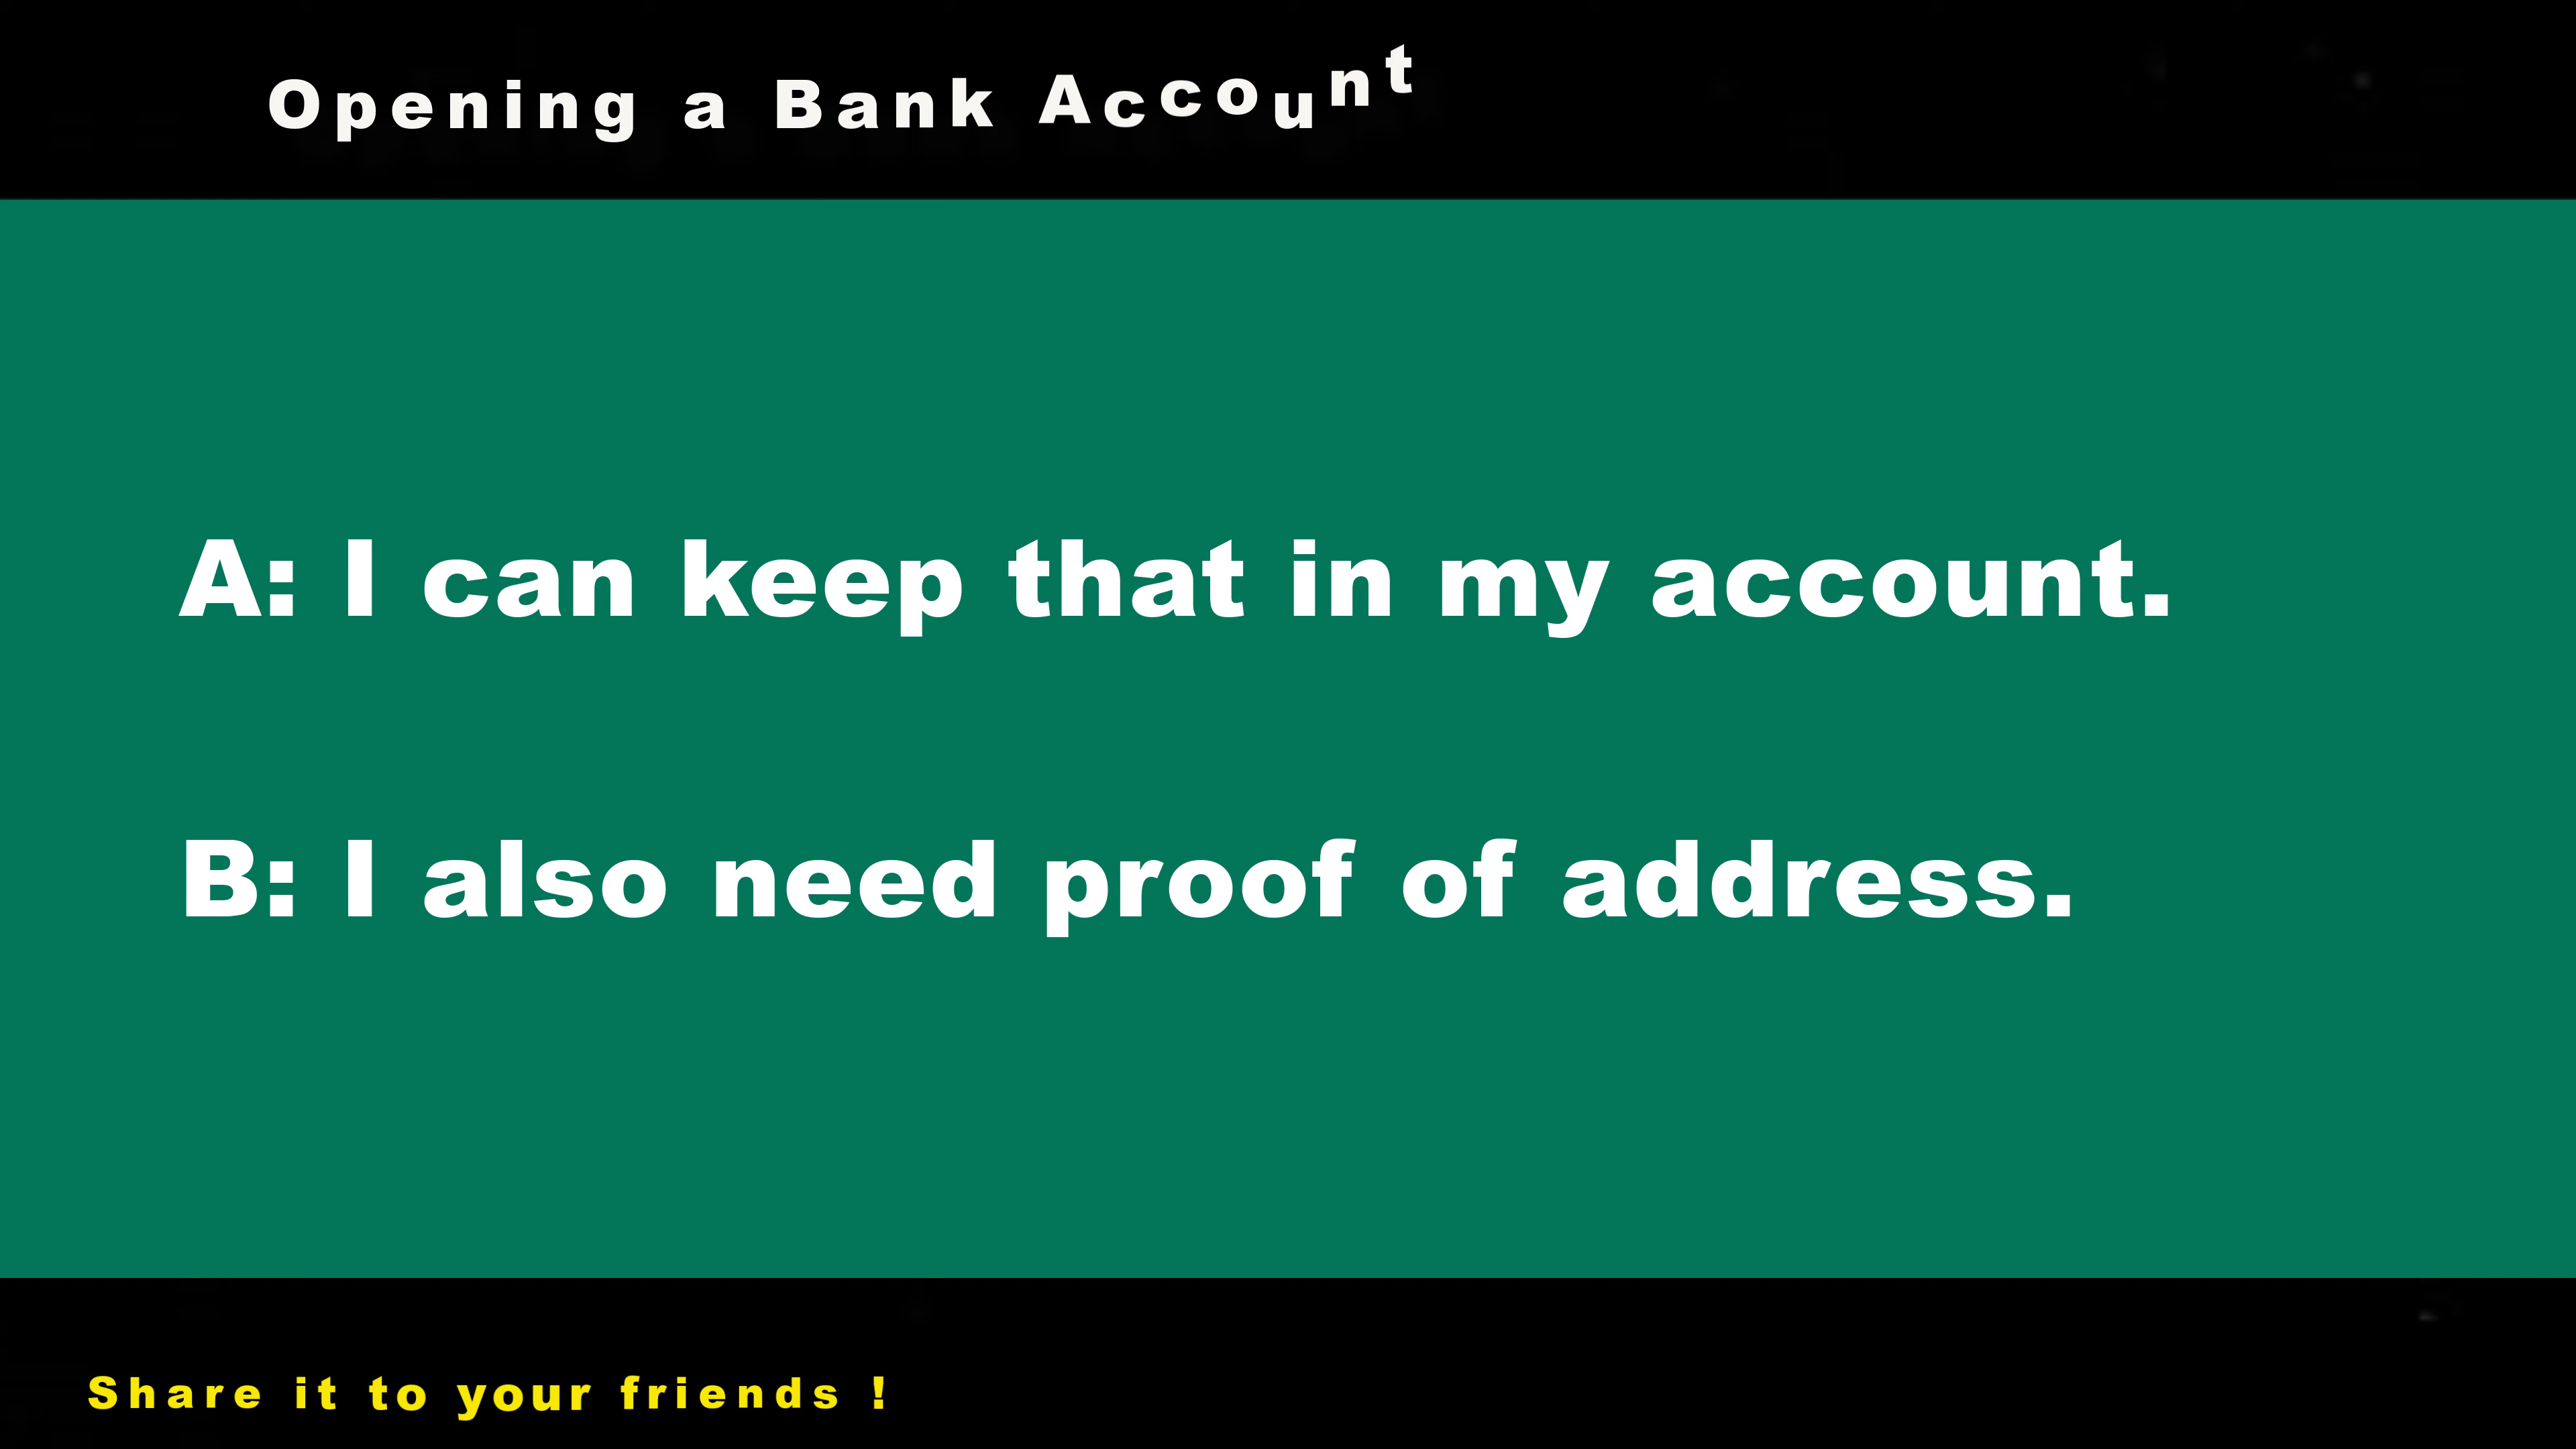 Opening a Bank Account
A: I can keep that in my account.
B: I also need proof of address.
Share it to your friends !